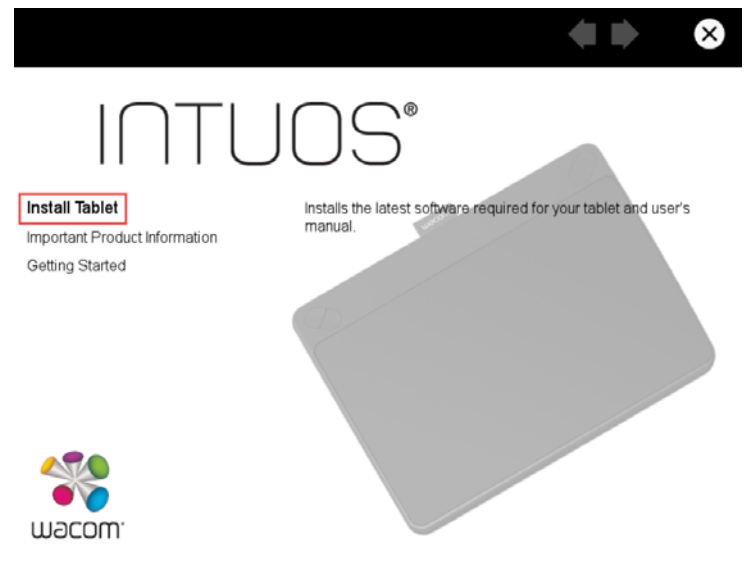 INTUOS®
Install Tablet
Installs the latest software required for your tablet and user's
manual.
Important Product Information
Getting Started
wacom
wacom